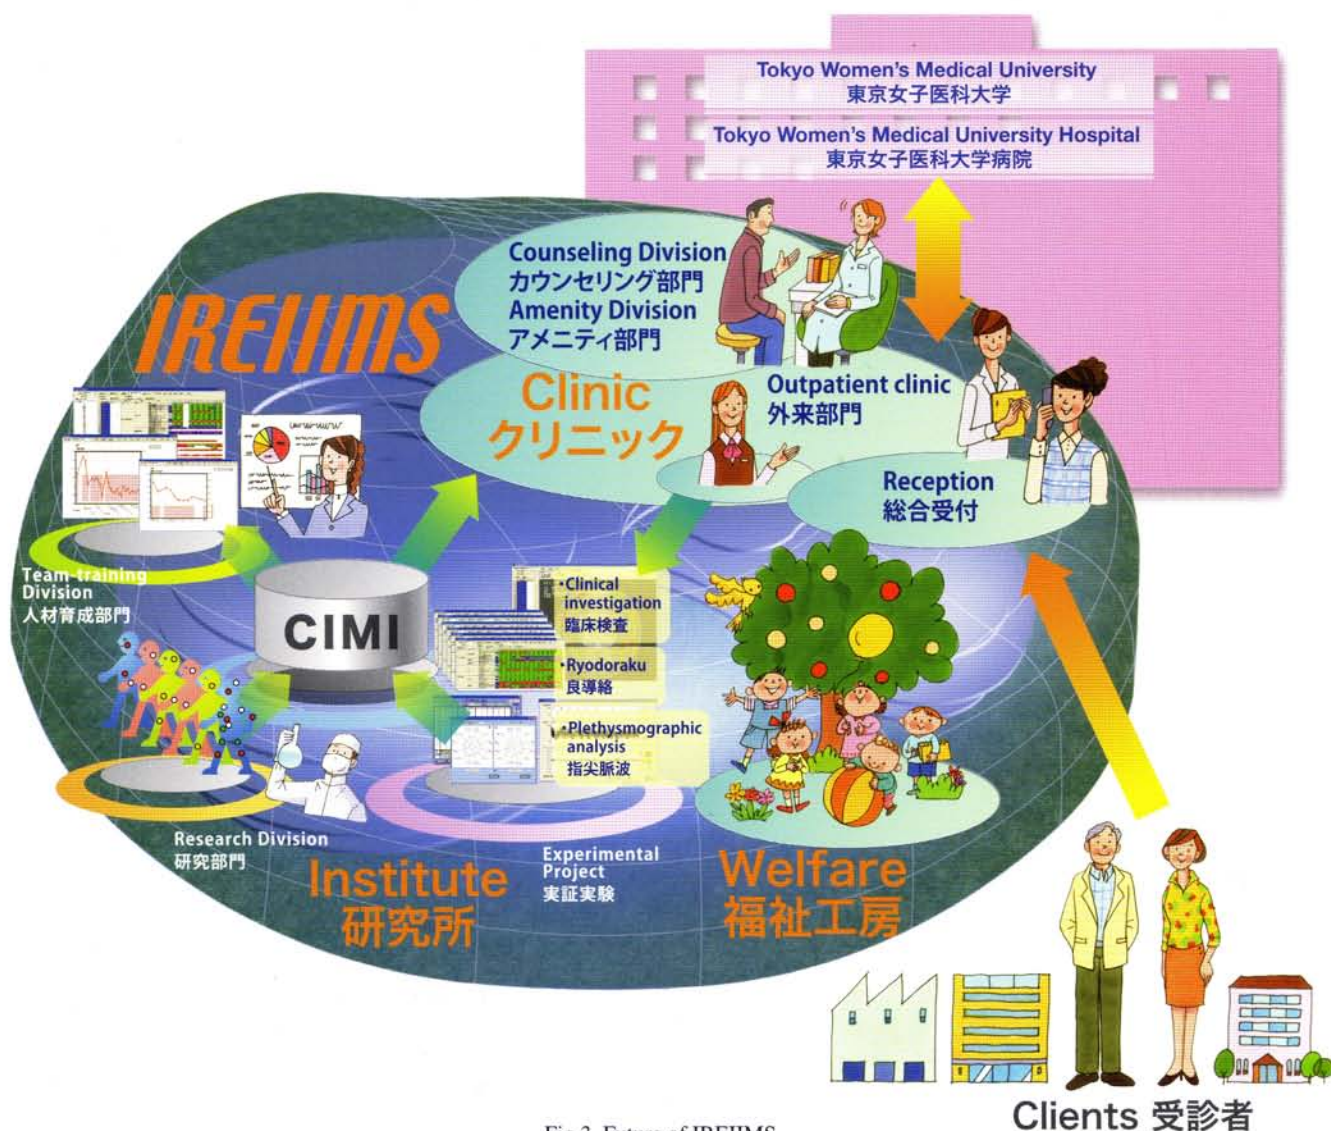 Tokyo Women's Medical University
東京女子医科大学
Tokyo Women's Medical University Hospital
東京女子医科大学病院
IREIIMS
Counseling Division
カウンセリング部門
Amenity Division
アメニティ部門
Clinic
クリニック
Outpatient clinic
外来部門
Reception
総合受付
Team-training
Division
人材育成部門
CIMI
・Clinical
investigation
臨床検査
・Ryodoraku
良導絡
・Plethysmographic
analysis
指尖脈波
Research Division
研究部門
Institute
研究所
Experimental
Project
実証実験
Welfare
福祉工房
Clients 受診者
Fig 3. Future of IREIIMS